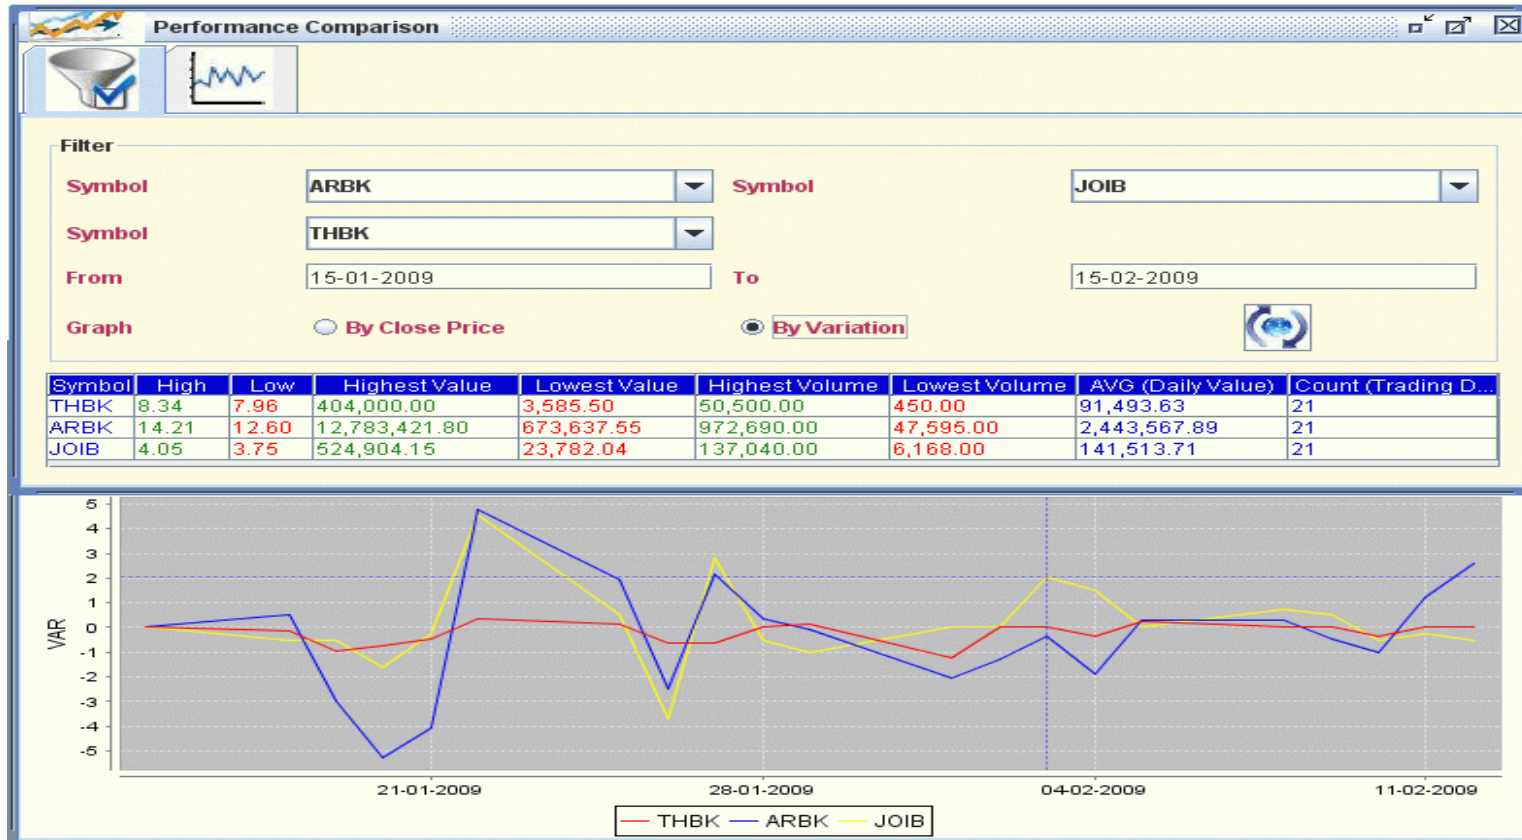 Performance Comparison
Filter
Symbol ARBK Symbol JOIB
Symbol THBK
From 15-01-2009 To 15-02-2009
Graph By Close Price By Variation
Symbol High Low Highest Value Lowest Value Highest Volume Lowest Volume AVG (Daily Value) Count (Trading D...
THBK 8.34 7.96 404,000.00 3,585.50 50,500.00 450.00 91,493.63 21
ARBK 14.21 12.60 12,783,421.80 673,637.55 972,690.00 47,595.00 2,443,567.89 21
JOIB 4.05 3.75 524,904.15 23,782.04 137,040.00 6,168.00 141,513.71 21
5
4
3
2
1
0
-1
-2
-3
-4
-5
VAR
21-01-2009 28-01-2009 04-02-2009 11-02-2009
THBK ARBK JOIB